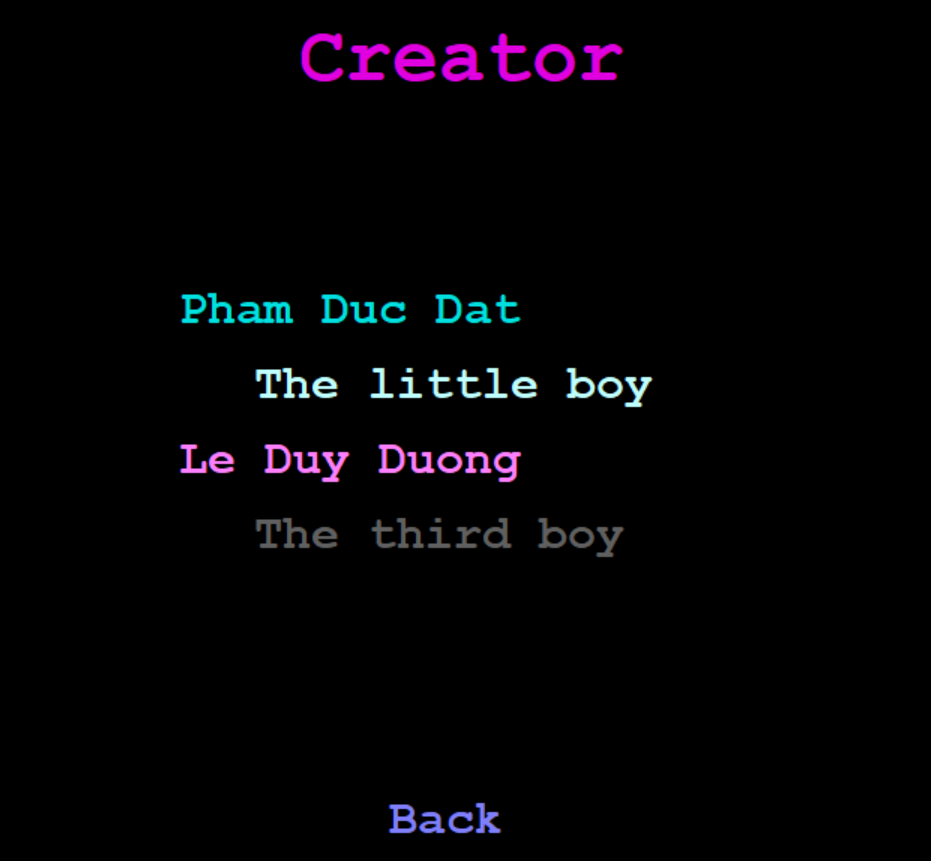 Creator
Pham Duc Dat
The little boy
Le Duy Duong
The third boy
Back